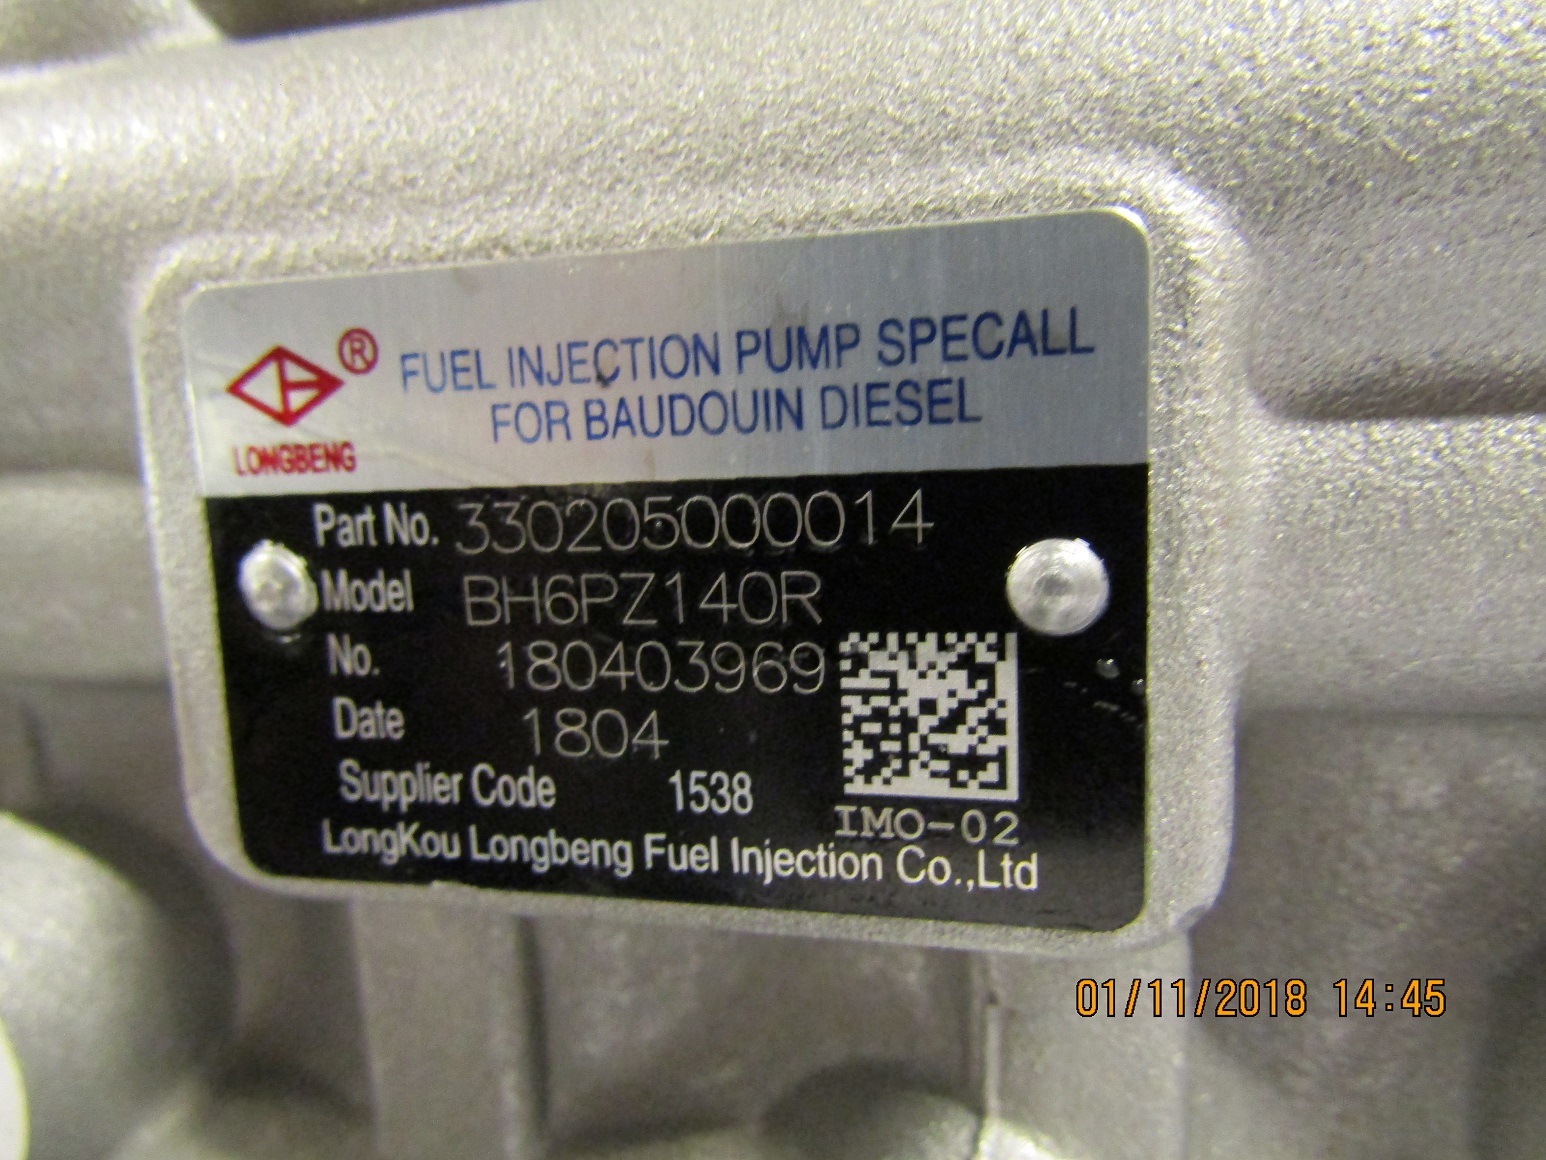 ®
LONGBENG
FUEL INJECTION PUMP SPECALL
FOR BAUDOUIN DIESEL
Part No. 330205000014
Model BH6PZ140R
No. 180403969
Date 1804
Supplier Code 1538
IMO-02
LongKou Longbeng Fuel Injection Co.,Ltd
01/11/2018 14:45